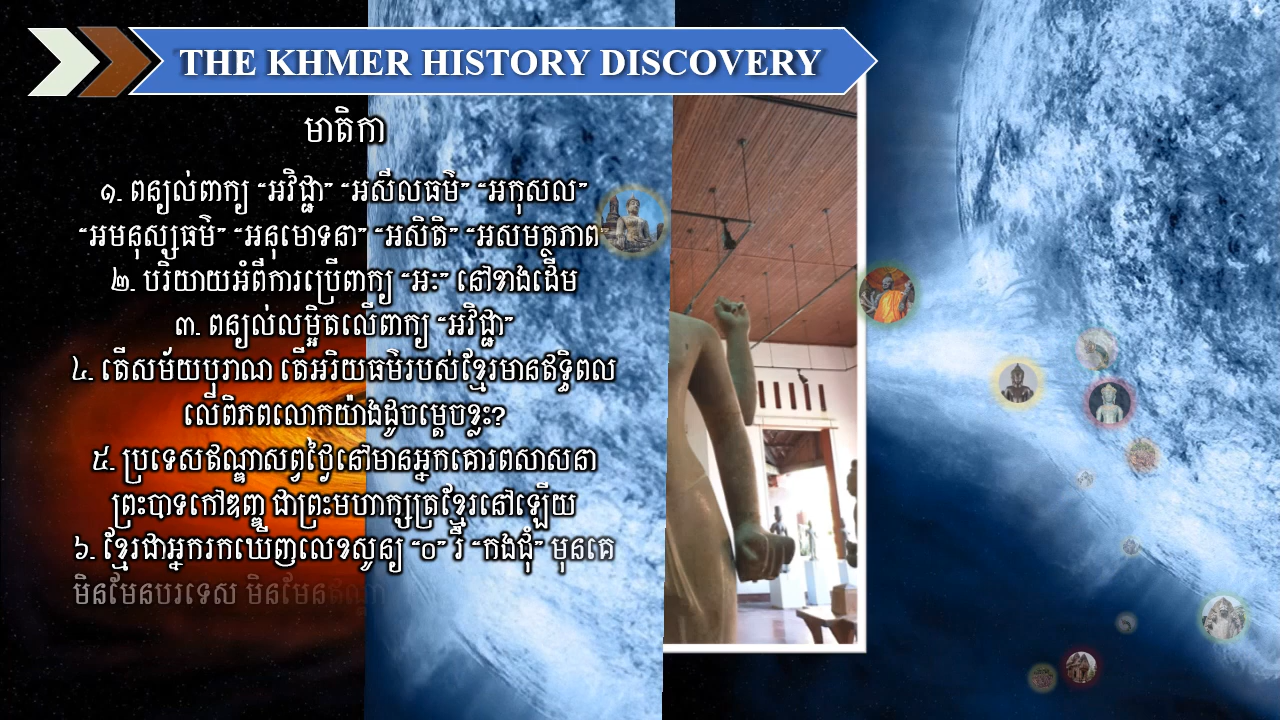 THE KHMER HISTORY DISCOVERY
មាតិកា
១. ពន្យល់ពាក្យ “អវិជ្ជា” “អសីលធម៌” “អកុសល”
“អមនុស្សធម៌” “អនុមោទនា” “អសិតិ” “អសមត្ថភាព”
២. បរិយាយអំពីការប្រើពាក្យ “អៈ” នៅខាងដើម
៣. ពន្យល់លម្អិតលើពាក្យ “អវិជ្ជា”
៤. តើសម័យបុរាណ តើអរិយធម៌របស់ខ្មែរមានឥទ្ធិពល
លើពិភពលោកយ៉ាងដូចម្តេចខ្លះ?
៥. ប្រទេសឥណ្ឌាសព្វថ្ងៃនៅមានអ្នកគោរពសាសនា
ព្រះបាទកៅឌញ្ញ ជាព្រះមហាក្សត្រខ្មែរនៅឡើយ
៦. ខ្មែរជាអ្នករកឃើញលេខសូន្យ “០” រឺ “កងជុំ” មុនគេ
មិនមែនបរទេស មិនមែនឥណ្ឌា